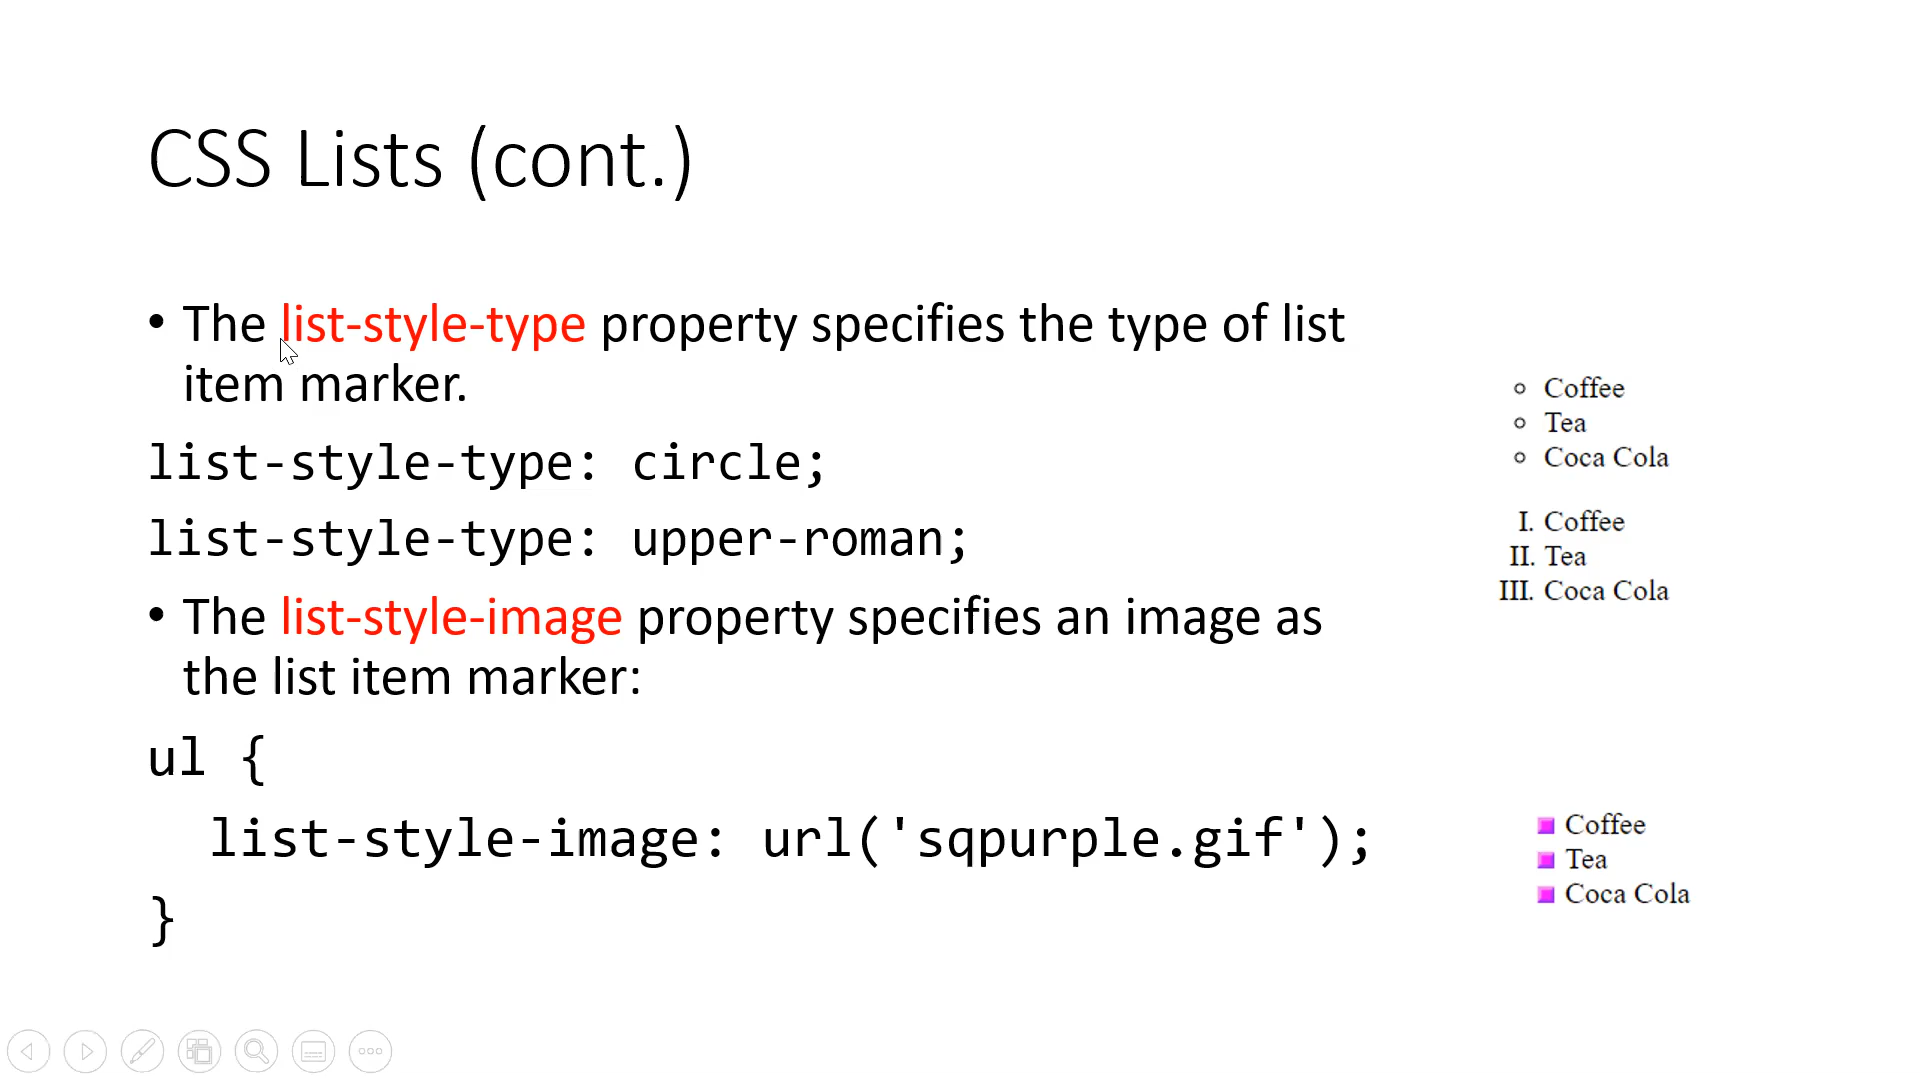 CSS Lists (cont.)
• The list-style-type property specifies the type of list
item marker.
list-style-type: circle;
list-style-type: upper-roman;
• The list-style-image property specifies an image as
the list item marker:
ul {
list-style-image: url('sqpurple.gif');
}
Coffee
Tea
Coca Cola
I. Coffee
II. Tea
III. Coca Cola
Coffee
Tea
Coca Cola